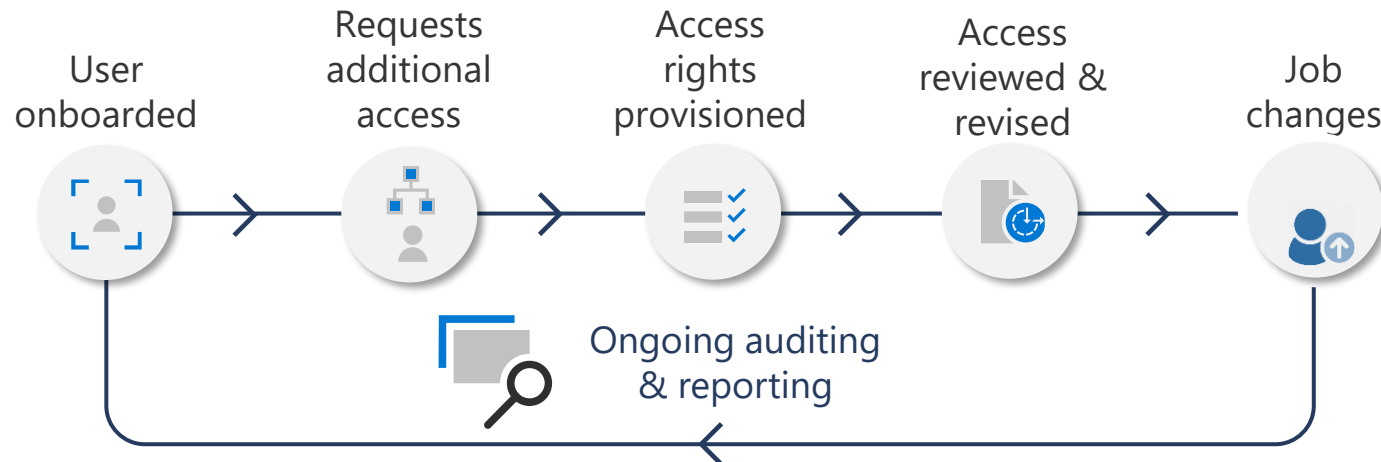 User
onboarded
Requests
additional
access
Access
rights
provisioned
Access
reviewed &
revised
Job
changes
Ongoing auditing
& reporting